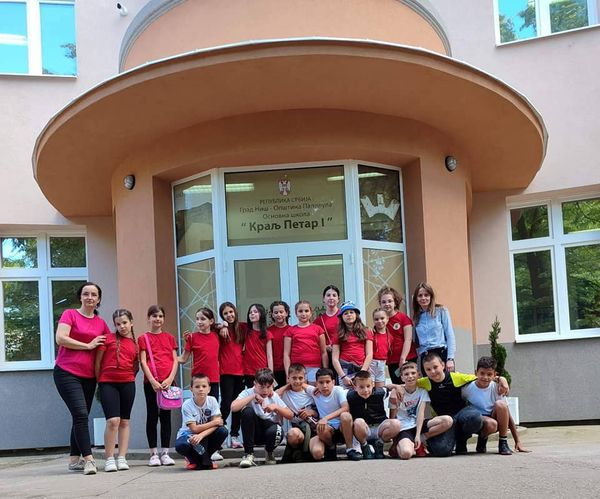 РЕПУБЛИКА СРБИЈА
Град Ниш - Општина Палилула
Основна школа
“ Краљ Петар I ”